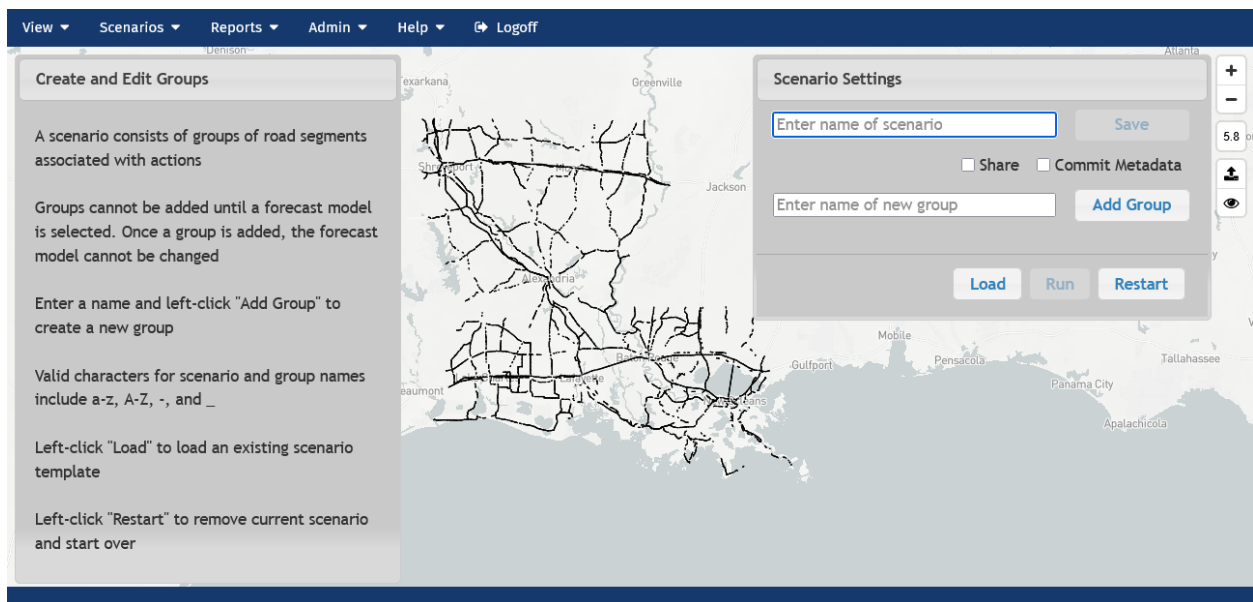 View Scenarios Reports Admin Help Logoff
Denison
Atlanta
Create and Edit Groups
A scenario consists of groups of road segments
associated with actions
Groups cannot be added until a forecast model
is selected. Once a group is added, the forecast
model cannot be changed
Enter a name and left-click "Add Group" to
create a new group
Valid characters for scenario and group names
include a-z, A-Z, -, and _
Left-click "Load" to load an existing scenario
template
Left-click "Restart" to remove current scenario
and start over
Texarkana
Greenville
Shreveport
Jackson
Alexandria
Baton Rouge
Lafayette
Beaumont
New Orleans
Gulfport
Mobile
Pensacola
Panama City
Tallahassee
Apalachicola
Scenario Settings
Enter name of scenario
Save
Share Commit Metadata
Enter name of new group
Add Group
Load Run Restart
+
−
5.8